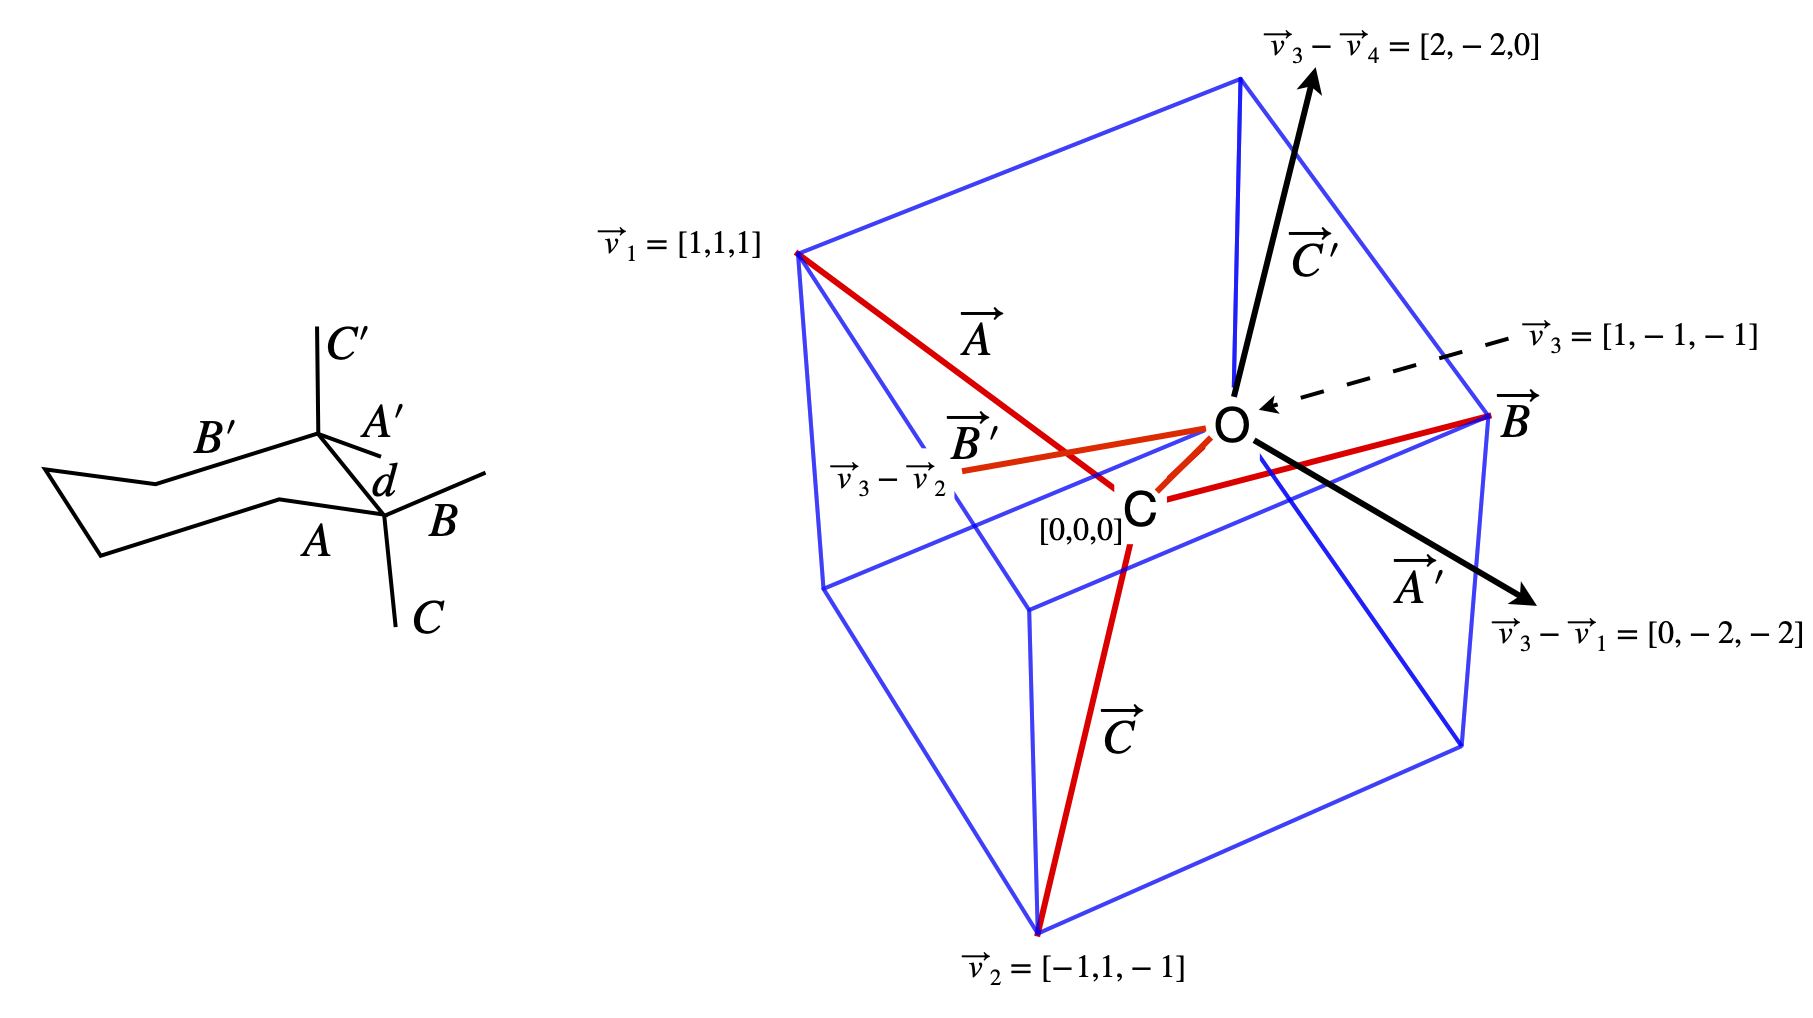 C′
B′
A′
d
B
A
C
v⃗₃ − v⃗₄ = [2, − 2,0]
v⃗₁ = [1,1,1]
C⃗′
A⃗
v⃗₃ = [1, − 1, − 1]
B⃗
O
B⃗′
v⃗₃ − v⃗₂
C
[0,0,0]
A⃗′
v⃗₃ − v⃗₁ = [0, − 2, − 2]
C⃗
v⃗₂ = [−1,1, − 1]